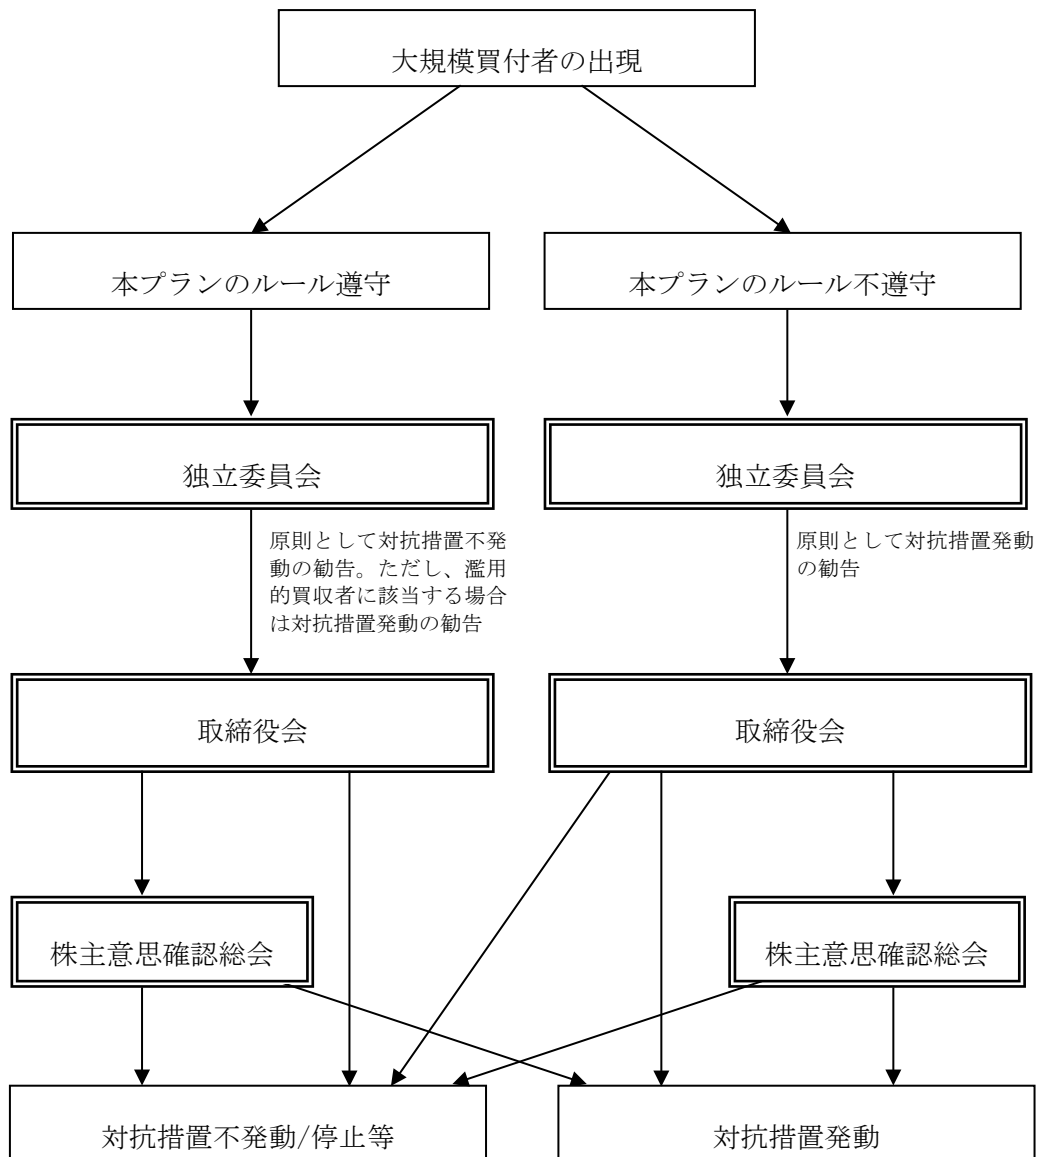 大規模買付者の出現
本プランのルール遵守
本プランのルール不遵守
独立委員会
独立委員会
原則として対抗措置不発
動の勧告。ただし、濫用
的買収者に該当する場合
は対抗措置発動の勧告
原則として対抗措置発動
の勧告
取締役会
取締役会
株主意思確認総会
株主意思確認総会
対抗措置不発動/停止等
対抗措置発動